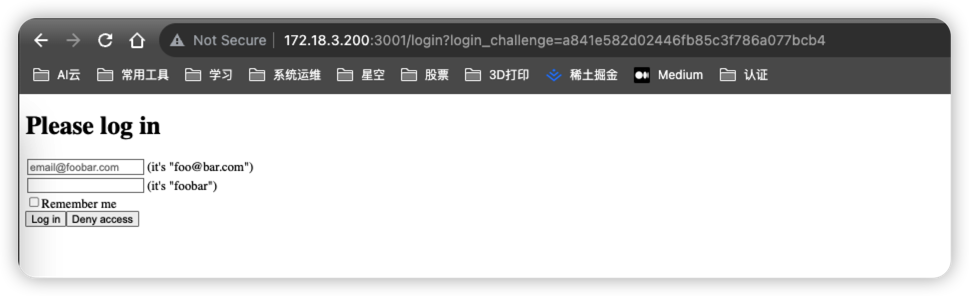 Not Secure 172.18.3.200:3001/login?login_challenge=a841e582d02446fb85c3f786a077bcb4
AI云 常用工具 学习 系统运维 星空 股票 3D打印 稀土掘金 Medium 认证
Please log in
email@foobar.com (it's "foo@bar.com")
(it's "foobar")
Remember me
Log in Deny access